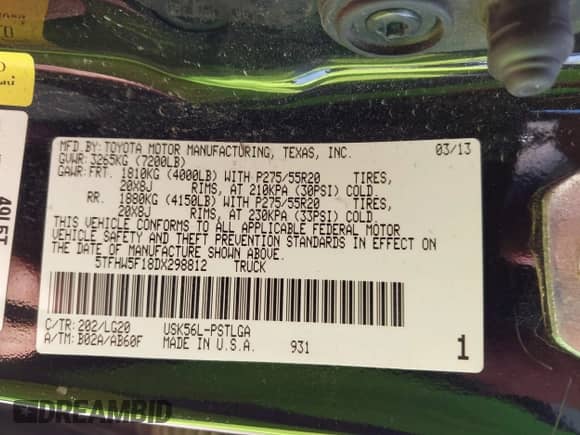 MFD.BY:TOYOTA MOTOR MANUFACTURING, TEXAS, INC. 03/13
GVWR:3265KG (7200LB)
GAWR:FRT. 1810KG (4000LB) WITH P275/55R20 TIRES,
20X8J RIMS, AT 210KPA (30PSI) COLD
RR. 1880KG (4150LB) WITH P275/55R20 TIRES,
20X8J RIMS, AT 230KPA (33PSI) COLD
THIS VEHICLE CONFORMS TO ALL APPLICABLE FEDERAL MOTOR
VEHICLE SAFETY AND THEFT PREVENTION STANDARDS IN EFFECT ON
THE DATE OF MANUFACTURE SHOWN ABOVE.
5TFHW5F18DX298812 TRUCK
C/TR: 202/LG20 USK56L-PSTLGA
A/TM: B02A/AB60F MADE IN U.S.A. 931 1
DREAMBID